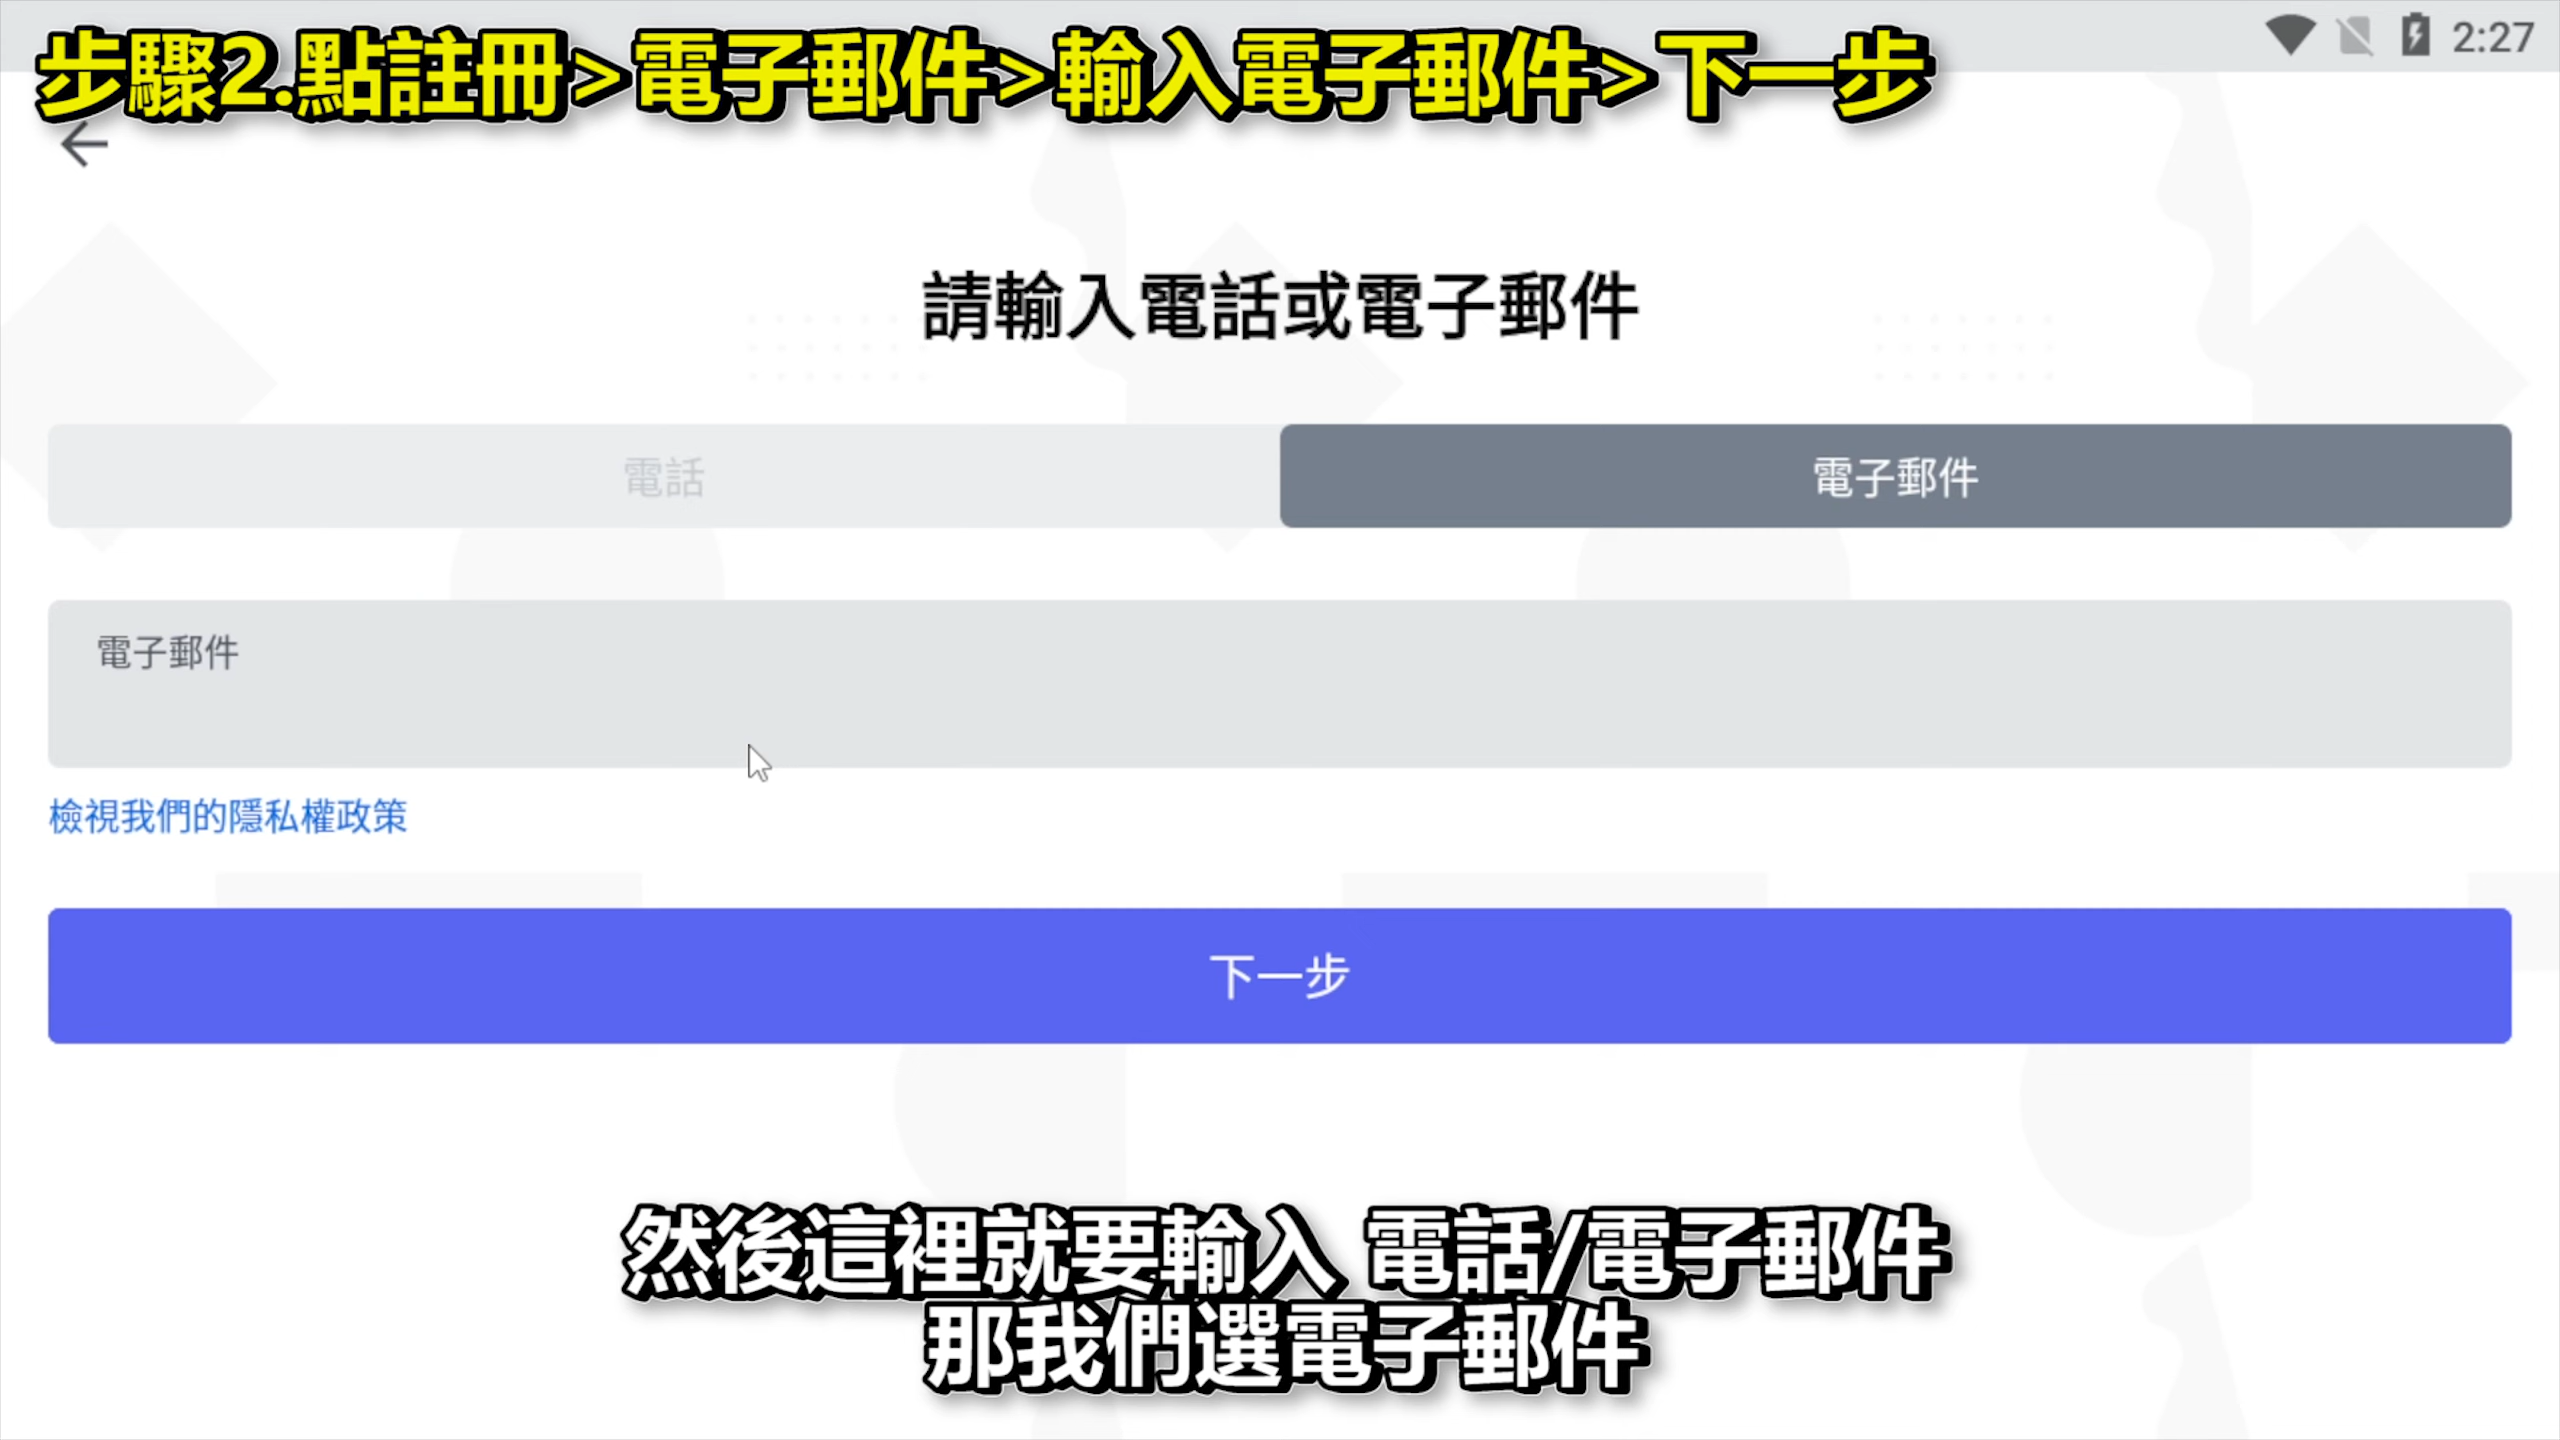 2:27
步驟2.點註冊>電子郵件>輸入電子郵件>下一步
請輸入電話或電子郵件
電話
電子郵件
電子郵件
檢視我們的隱私權政策
下一步
然後這裡就要輸入 電話/電子郵件
那我們選電子郵件